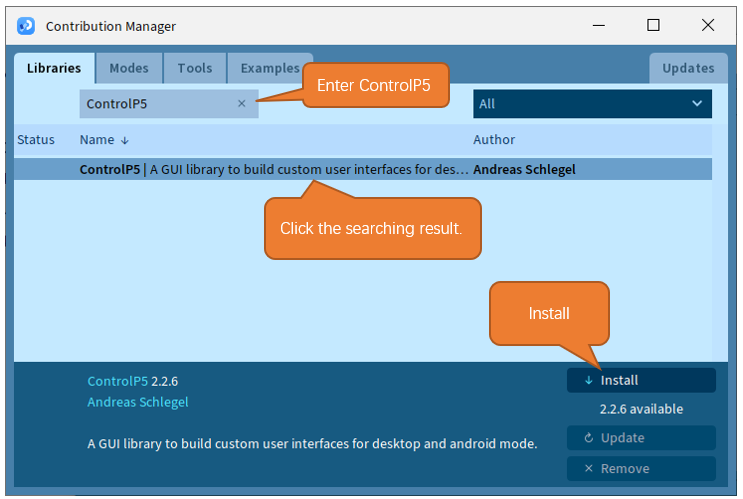 Contribution Manager
Libraries Modes Tools Examples Updates
ControlP5 × All
Enter ControlP5
Status Name ↓ Author
ControlP5 | A GUI library to build custom user interfaces for des... Andreas Schlegel
Click the searching result.
Install
ControlP5 2.2.6
↓ Install
Andreas Schlegel
2.2.6 available
A GUI library to build custom user interfaces for desktop and android mode.
Update
× Remove